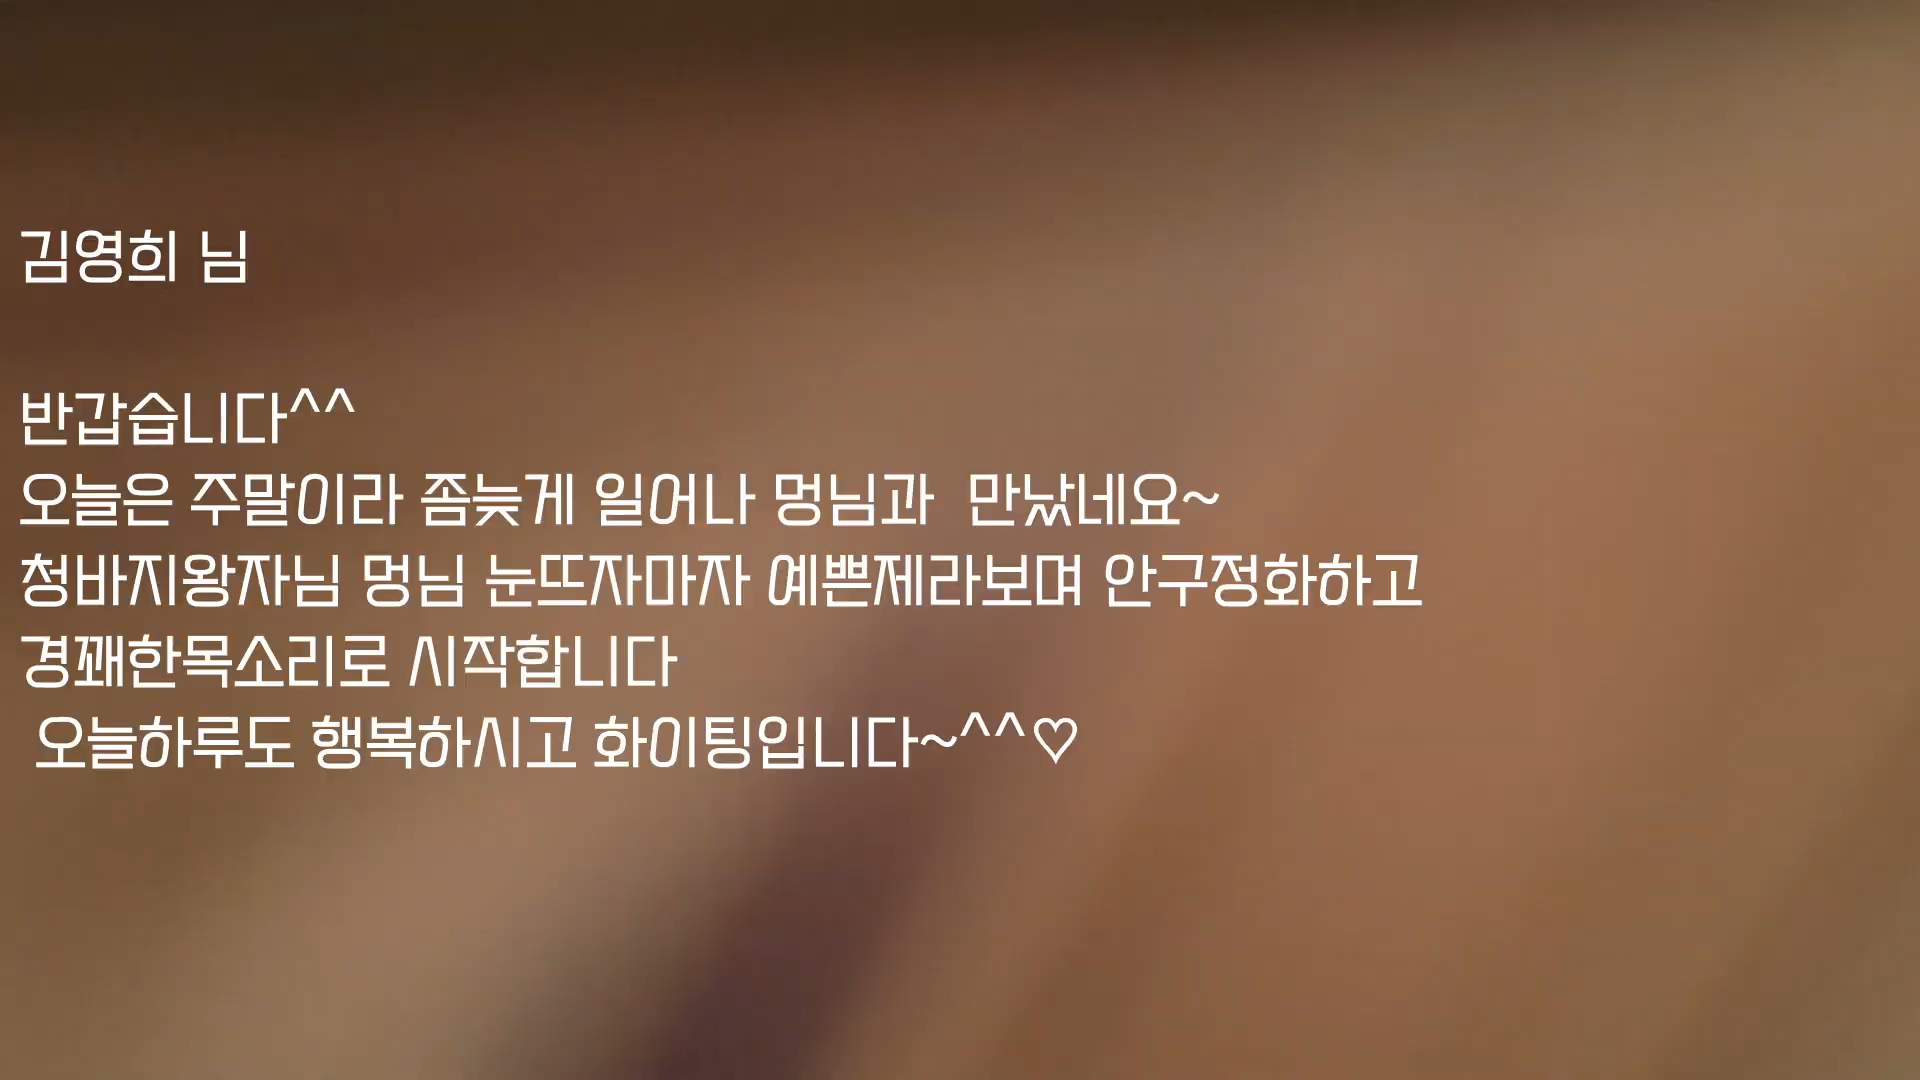 김영희 님
반갑습니다^^
오늘은 주말이라 좀늦게 일어나 멍님과 만났네요~
청바지왕자님 멍님 눈뜨자마자 예쁜제라보며 안구정화하고
경쾌한목소리로 시작합니다
오늘하루도 행복하시고 화이팅입니다~^^♡